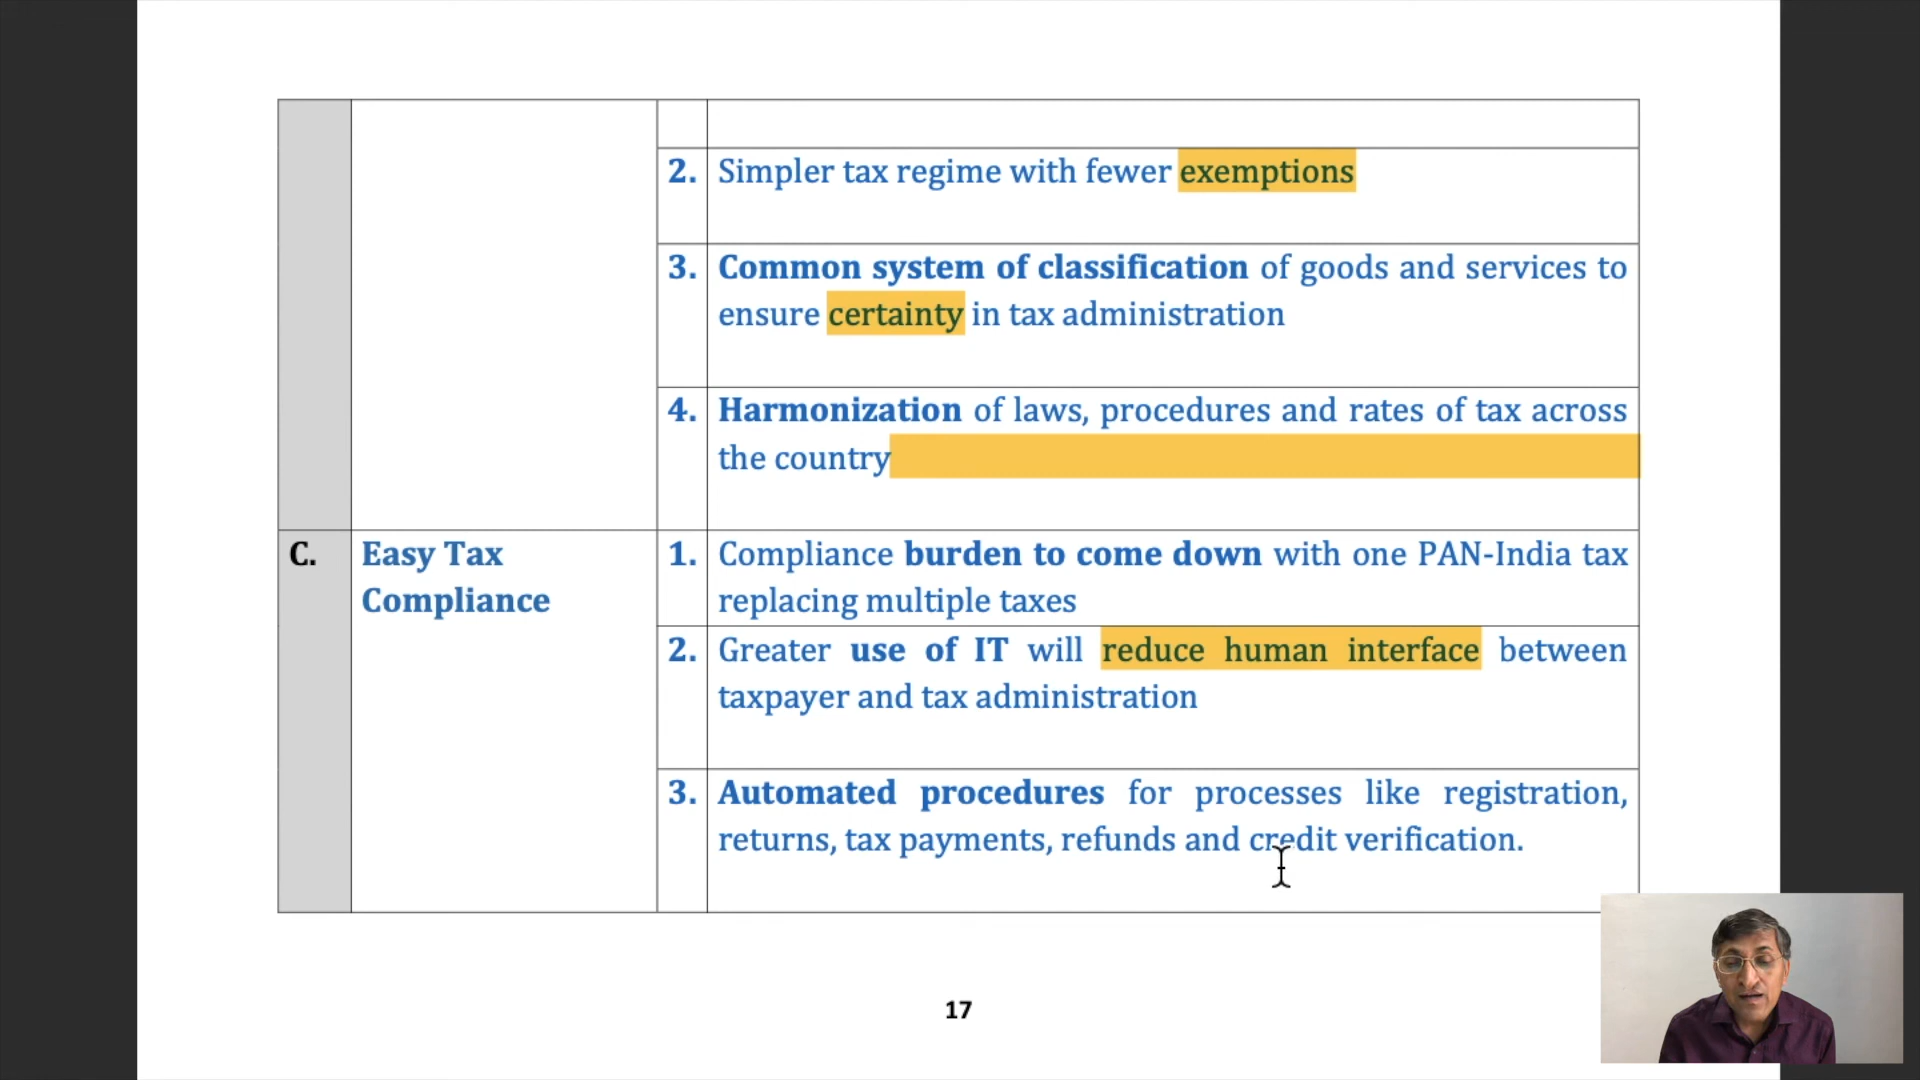 2. Simpler tax regime with fewer exemptions
3. Common system of classification of goods and services to
ensure certainty in tax administration
4. Harmonization of laws, procedures and rates of tax across
the country
C. Easy Tax
Compliance
1. Compliance burden to come down with one PAN-India tax
replacing multiple taxes
2. Greater use of IT will reduce human interface between
taxpayer and tax administration
3. Automated procedures for processes like registration,
returns, tax payments, refunds and credit verification.
17